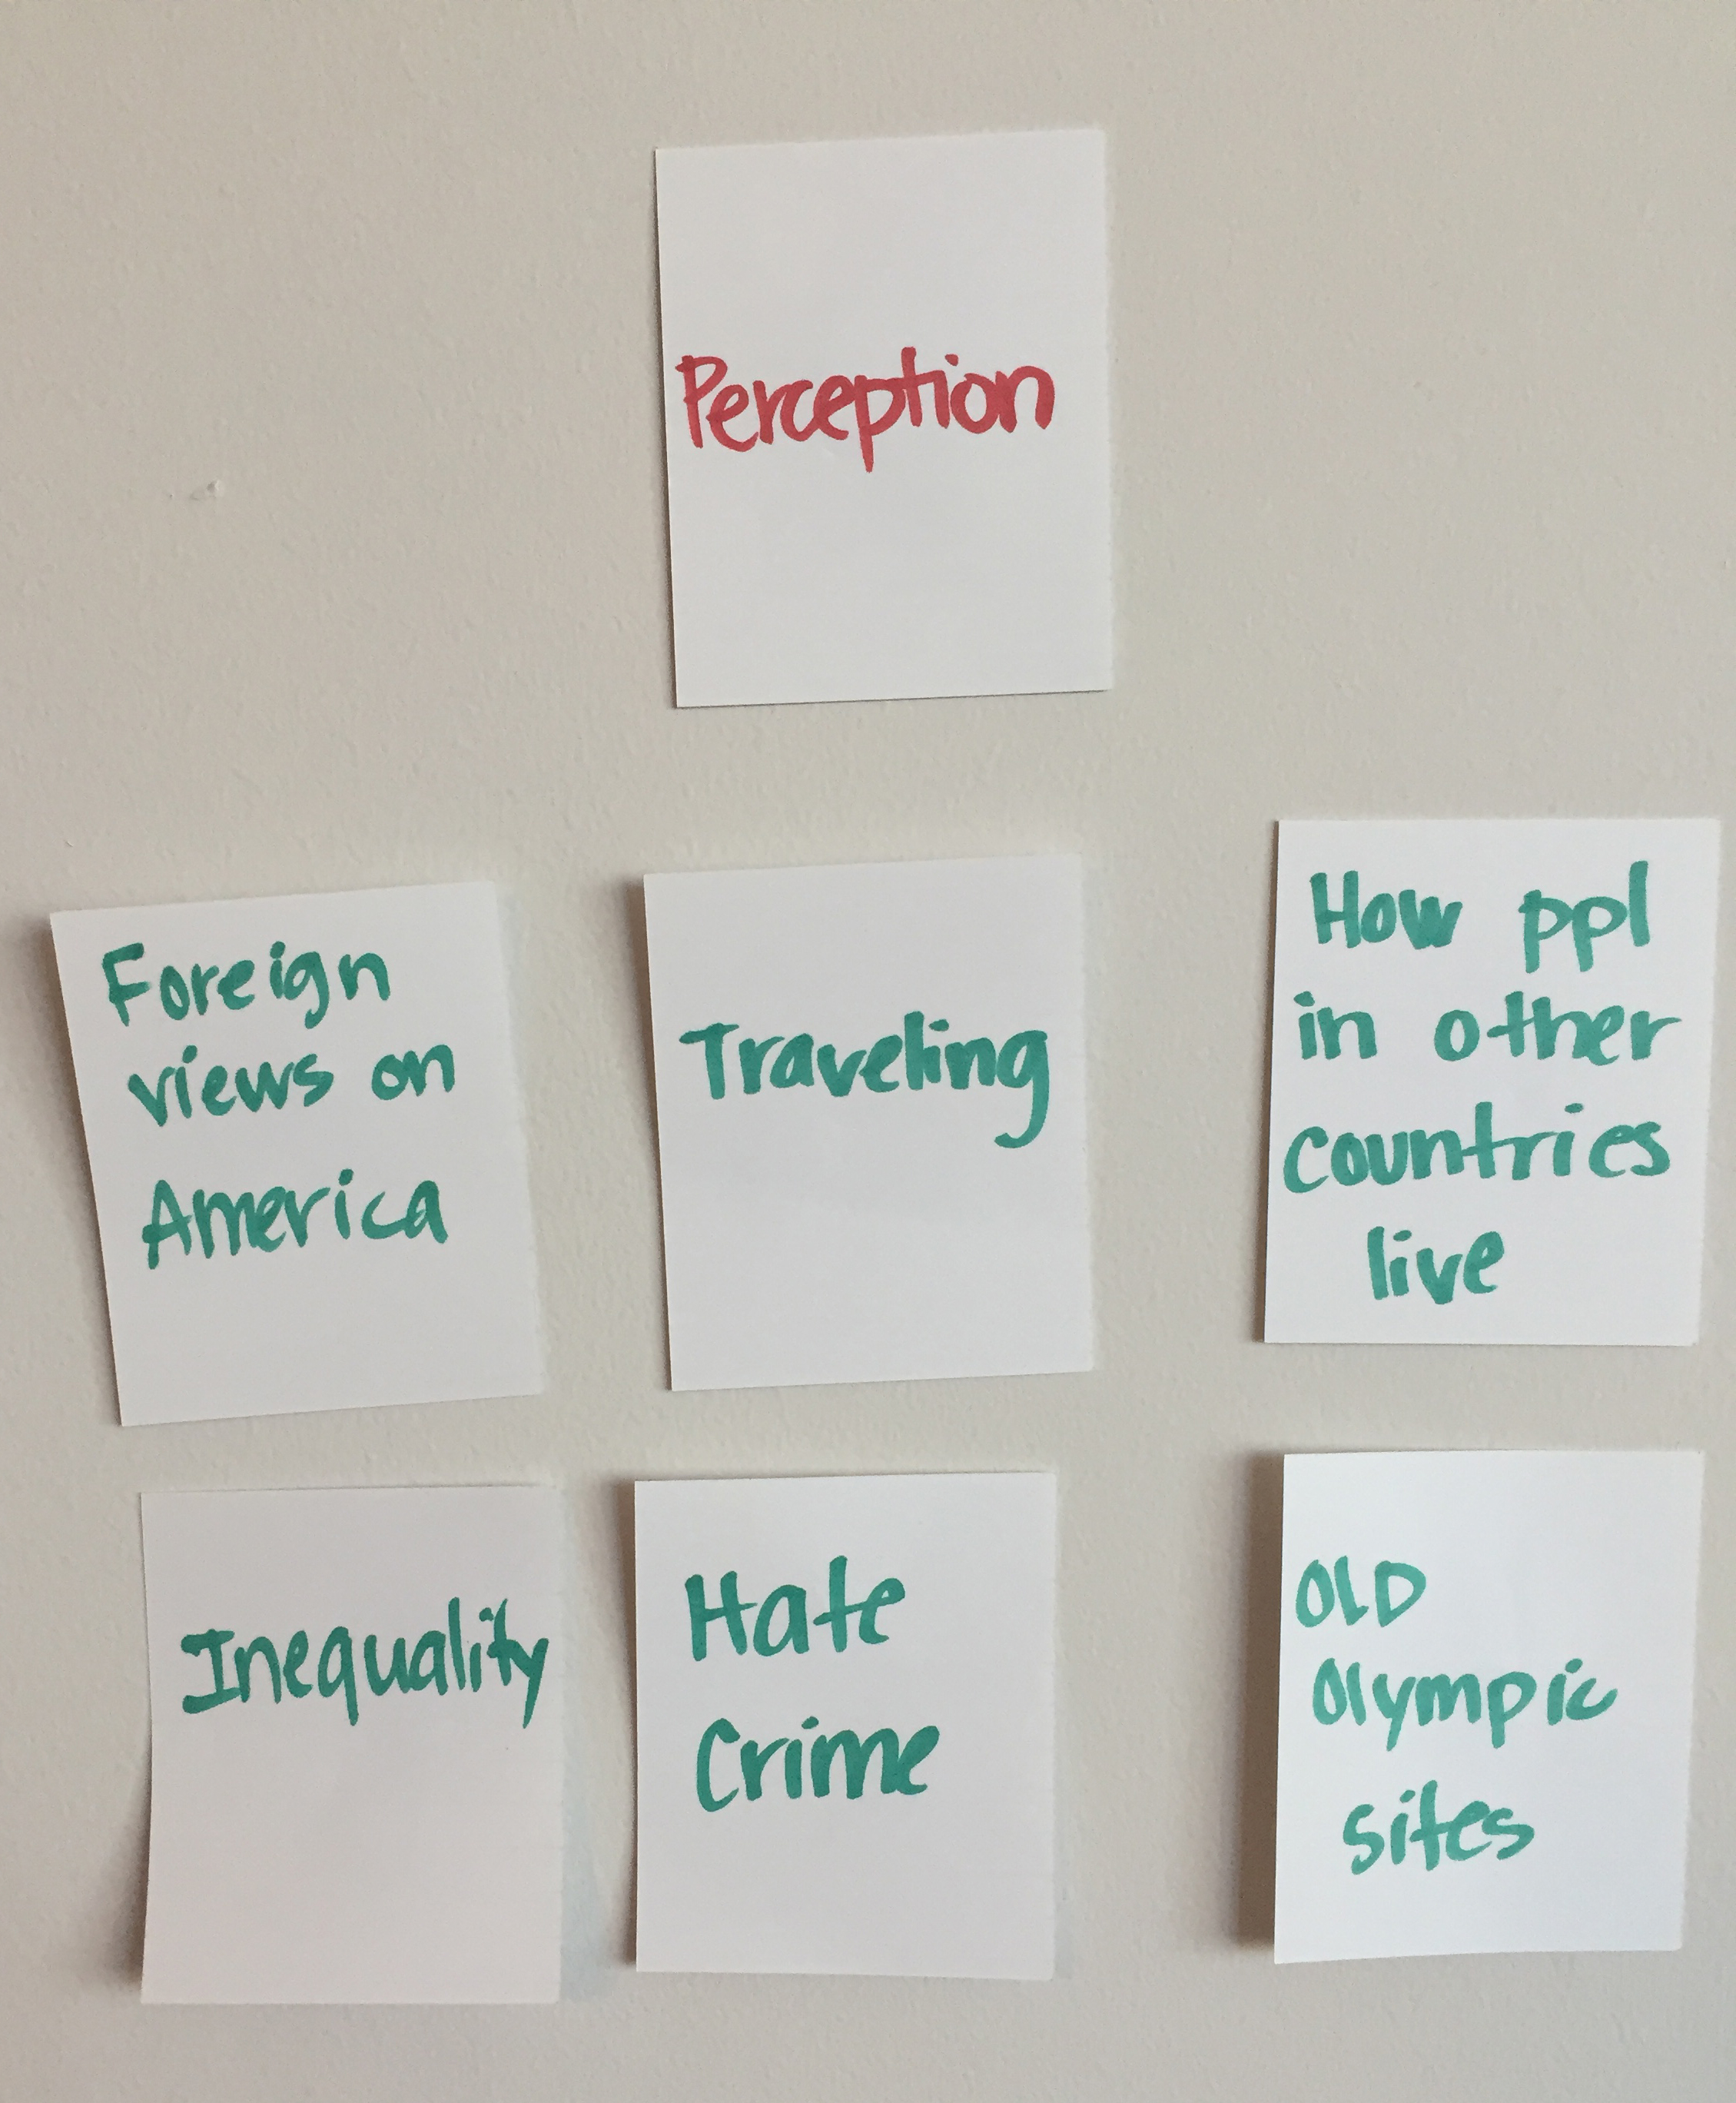 Perception
Foreign
views on
America
Traveling
How ppl
in other
countries
live
Inequality
Hate
Crime
OLD
Olympic
sites